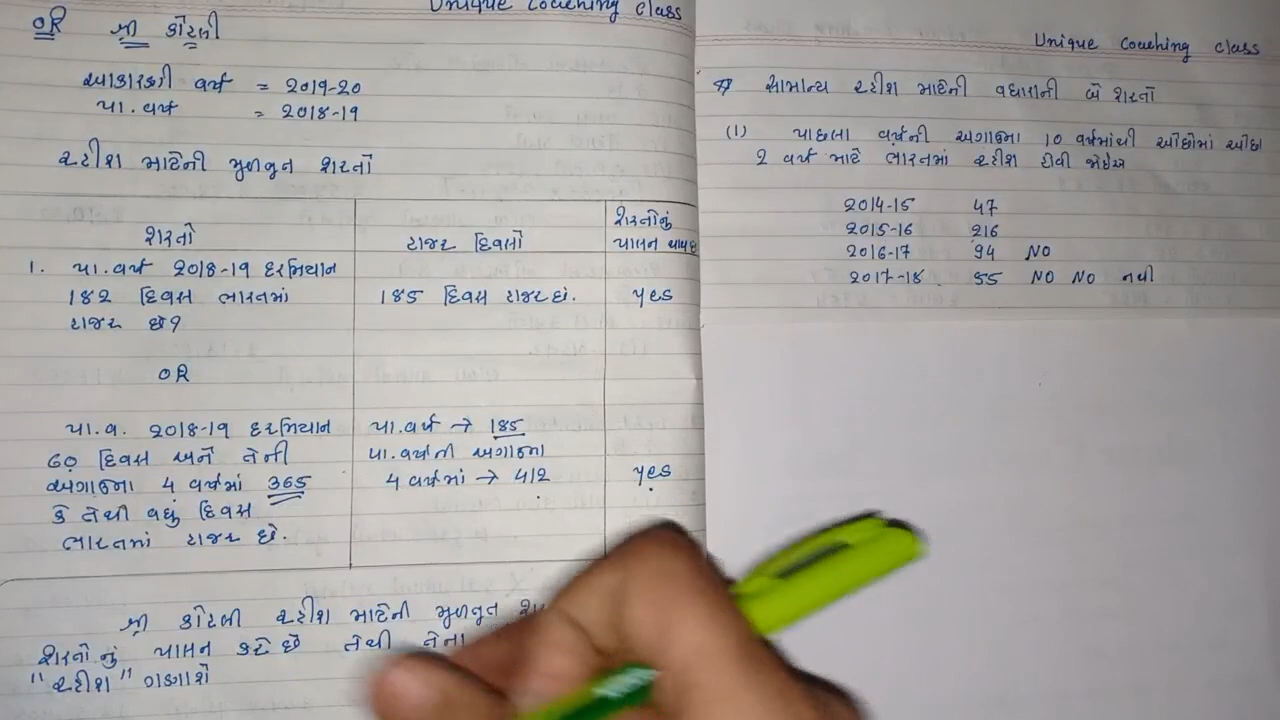 Unique Coaching Class
OR શ્રી કોહલી
આકારણી વર્ષ = 2019-20
પા.વર્ષ = 2018-19
રહીશ માટેની મૂળભૂત શરતો
શરતો
હાજર દિવસો
શરતોનું
પાલન થાય છે
1. પા.વર્ષ 2018-19 દરમિયાન
182 દિવસ ભારતમાં
હાજર છે?
185 દિવસ હાજર છે.
yes
OR
પા.વ. 2018-19 દરમિયાન
60 દિવસ અને તેની
અગાઉના 4 વર્ષમાં 365
કે તેથી વધુ દિવસ
ભારતમાં હાજર છે.
પા.વર્ષ → 185
પા.વર્ષની અગાઉના
4 વર્ષમાં → 412
yes
શ્રી કોહલી રહીશ માટેની મૂળભૂત
શરતોનું પાલન કરે છે તેથી તેના
"રહીશ" ગણાશે
Unique Coaching Class
સામાન્ય રહીશ માટેની વધારાની બે શરતો
(1) પાછલા વર્ષની અગાઉના 10 વર્ષમાંથી ઓછામાં ઓછા
2 વર્ષ માટે ભારતમાં રહીશ હોવી જોઈએ
2014-15 47
2015-16 216
2016-17 94 NO
2017-18 55 NO NO નથી